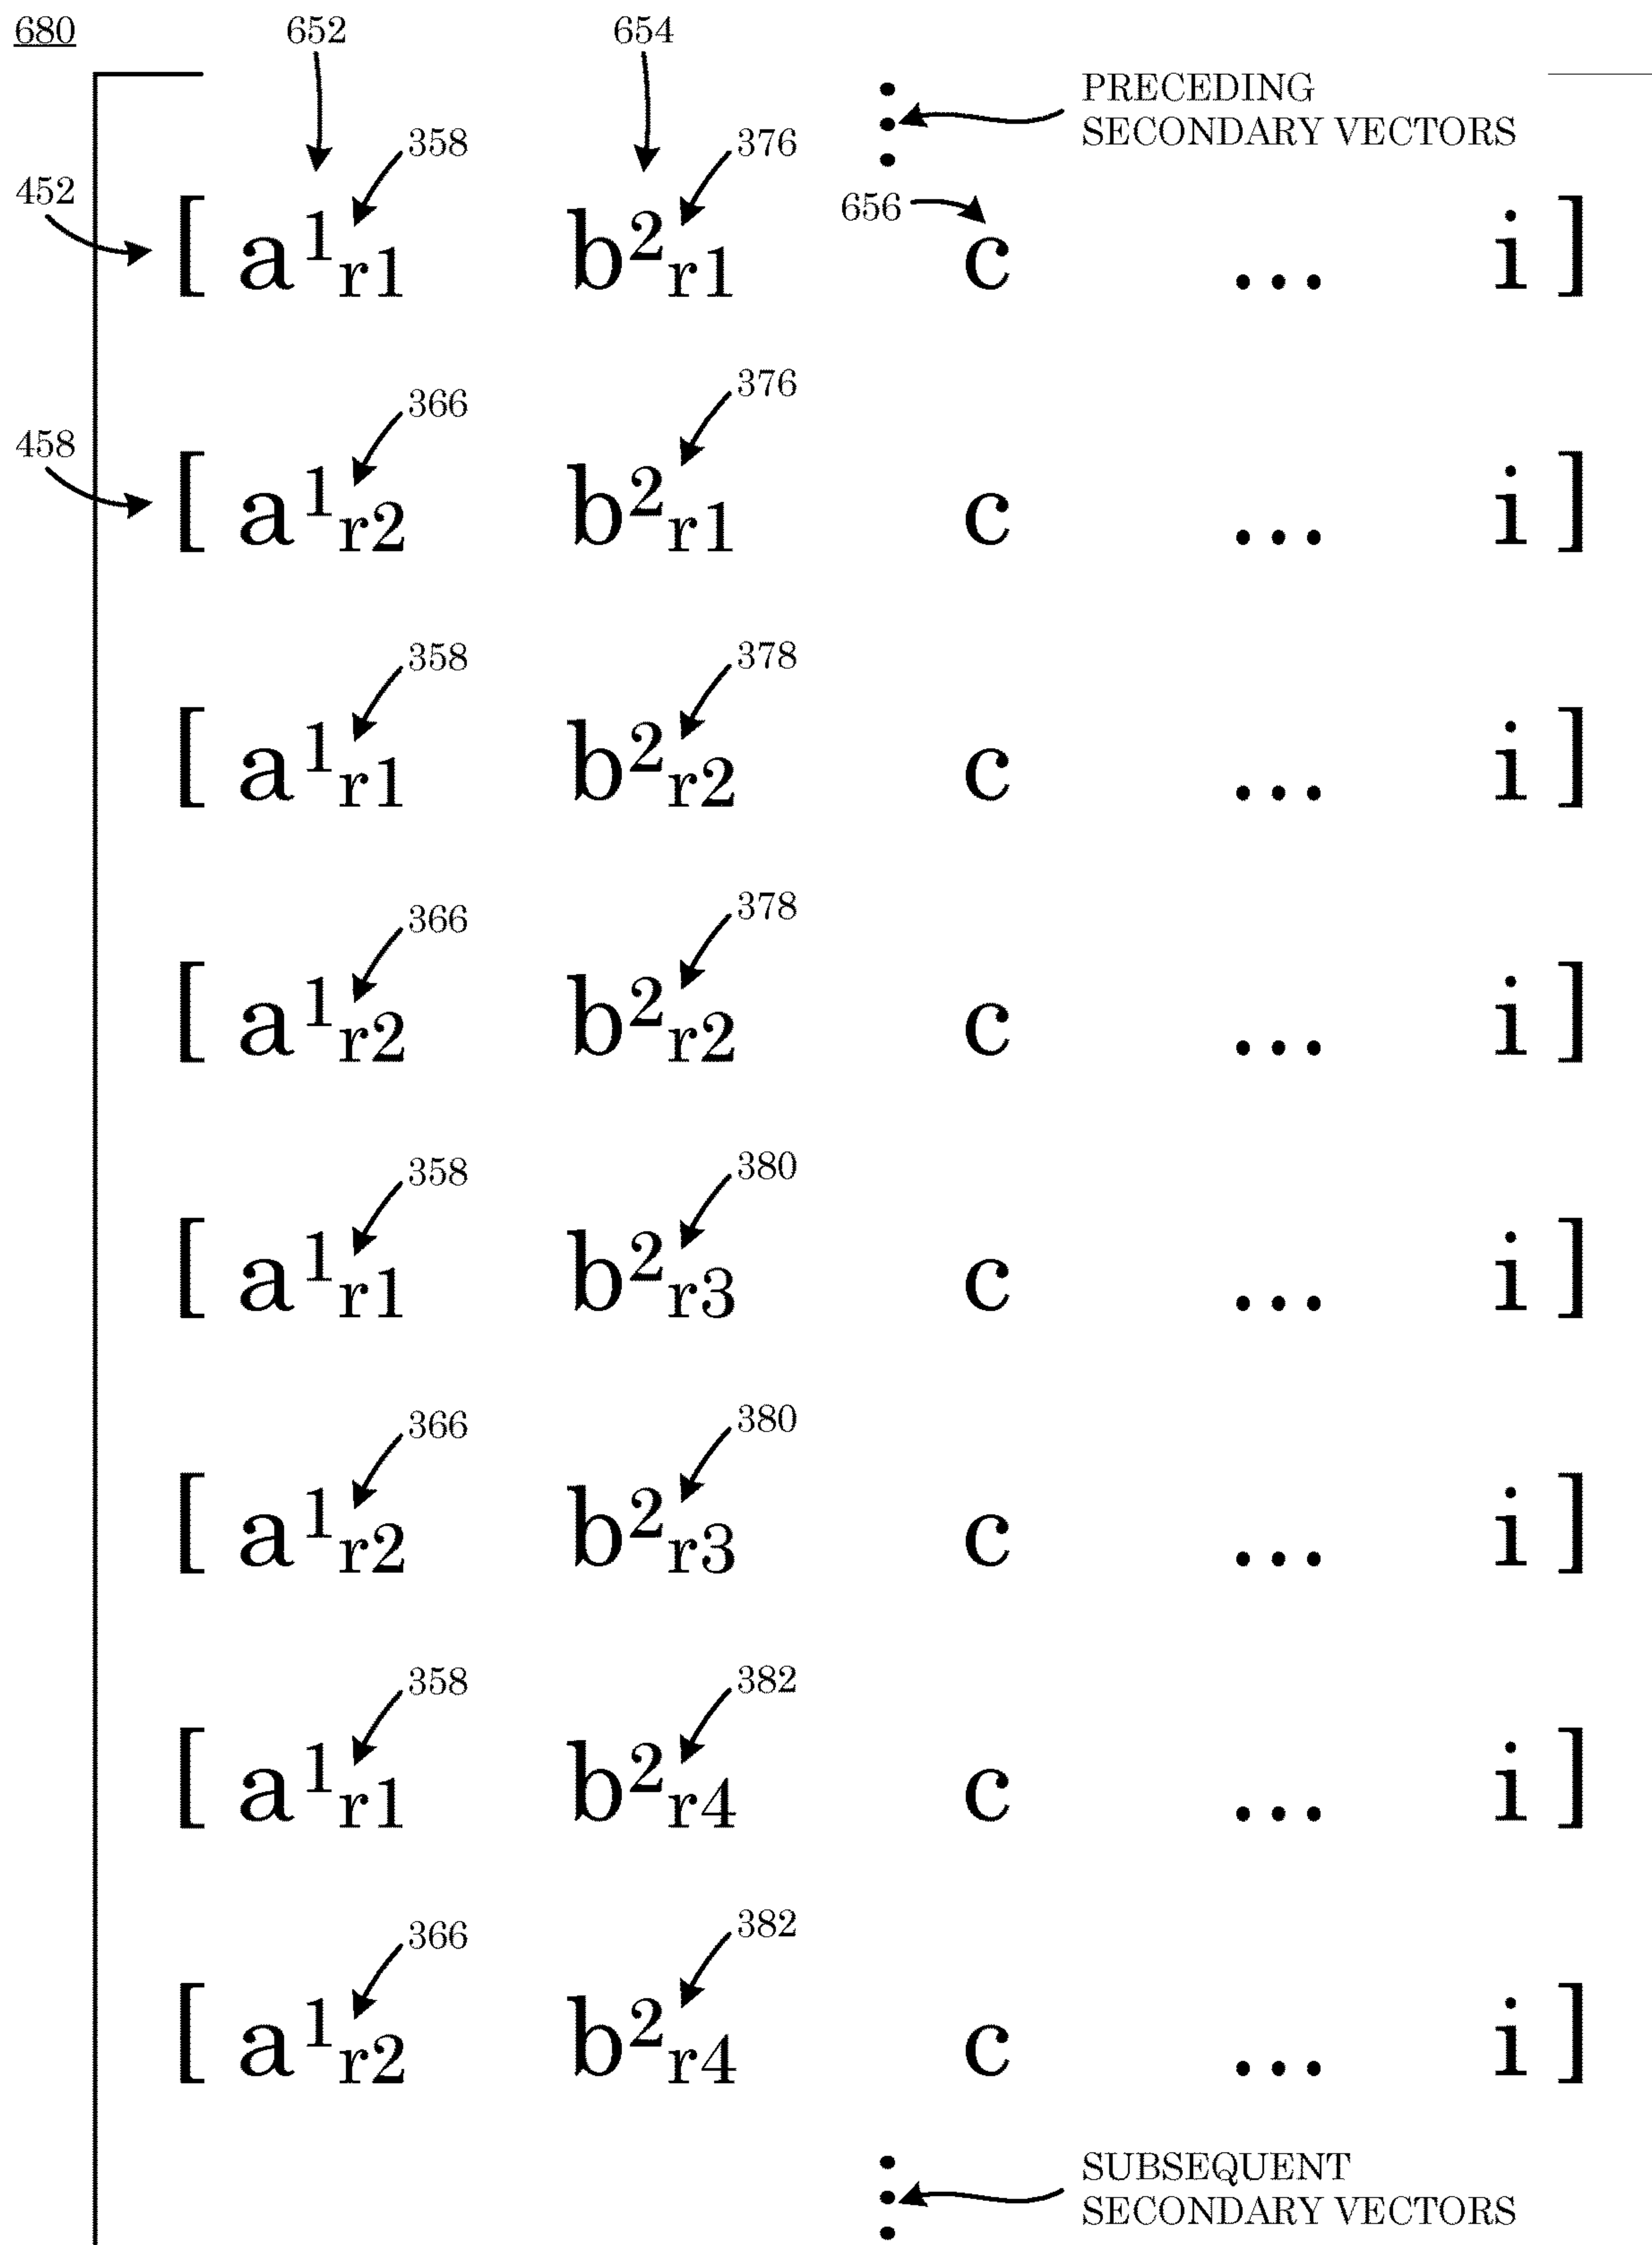 680 652 654
PRECEDING
SECONDARY VECTORS
358 376
452 656
[ a¹r1 b²r1 c ... i ]
366 376
458
[ a¹r2 b²r1 c ... i ]
358 378
[ a¹r1 b²r2 c ... i ]
366 378
[ a¹r2 b²r2 c ... i ]
358 380
[ a¹r1 b²r3 c ... i ]
366 380
[ a¹r2 b²r3 c ... i ]
358 382
[ a¹r1 b²r4 c ... i ]
366 382
[ a¹r2 b²r4 c ... i ]
SUBSEQUENT
SECONDARY VECTORS